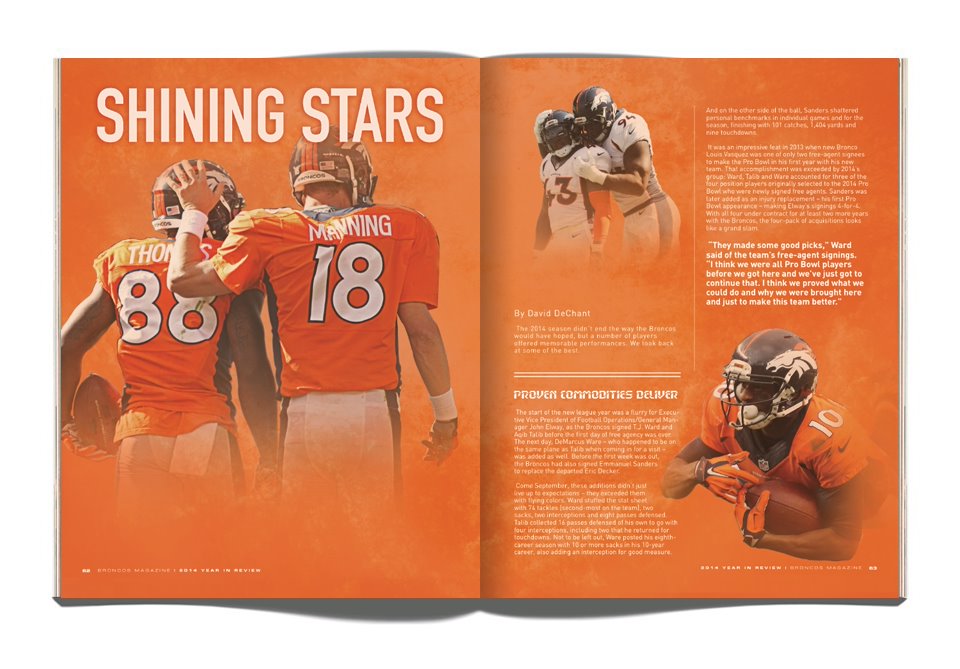 SHINING STARS
BRONCOS
BRONCOS
THOMAS
MANNING
88
18
43
94
10
NFL
By David DeChant
The 2014 season didn't end the way the Broncos
would have hoped, but a number of players
offered memorable performances. We look back
at some of the best.
PROVEN COMMODITIES DELIVER
The start of the new league year was a flurry for Execu-
tive Vice President of Football Operations/General Man-
ager John Elway, as the Broncos signed T.J. Ward and
Aqib Talib before the first day of free agency was over.
The next day, DeMarcus Ware – who happened to be on
the same plane as Talib when coming in for a visit –
was added as well. Before the first week was out,
the Broncos had also signed Emmanuel Sanders
to replace the departed Eric Decker.
Come September, these additions didn't just
live up to expectations – they exceeded them
with flying colors. Ward stuffed the stat sheet
with 74 tackles (second-most on the team), two
sacks, two interceptions and eight passes defensed.
Talib collected 16 passes defensed of his own to go with
four interceptions, including two that he returned for
touchdowns. Not to be left out, Ware posted his eighth-
career season with 10 or more sacks in his 10-year
career, also adding an interception for good measure.
And on the other side of the ball, Sanders shattered
personal benchmarks in individual games and for the
season, finishing with 101 catches, 1,404 yards and
nine touchdowns.
It was an impressive feat in 2013 when new Bronco
Louis Vasquez was one of only two free-agent signees
to make the Pro Bowl in his first year with his new
team. That accomplishment was exceeded by 2014's
group: Ward, Talib and Ware accounted for three of the
four position players originally selected to the 2014 Pro
Bowl who were newly signed free agents. Sanders was
later added as an injury replacement – his first Pro
Bowl appearance – making Elway's signings 4-for-4.
With all four under contract for at least two more years
with the Broncos, the four-pack of acquisitions looks
like a grand slam.
"They made some good picks," Ward
said of the team's free-agent signings.
"I think we were all Pro Bowl players
before we got here and we've just got to
continue that. I think we proved what we
could do and why we were brought here
and just to make this team better."
62 BRONCOS MAGAZINE | 2014 YEAR IN REVIEW
2014 YEAR IN REVIEW | BRONCOS MAGAZINE 63